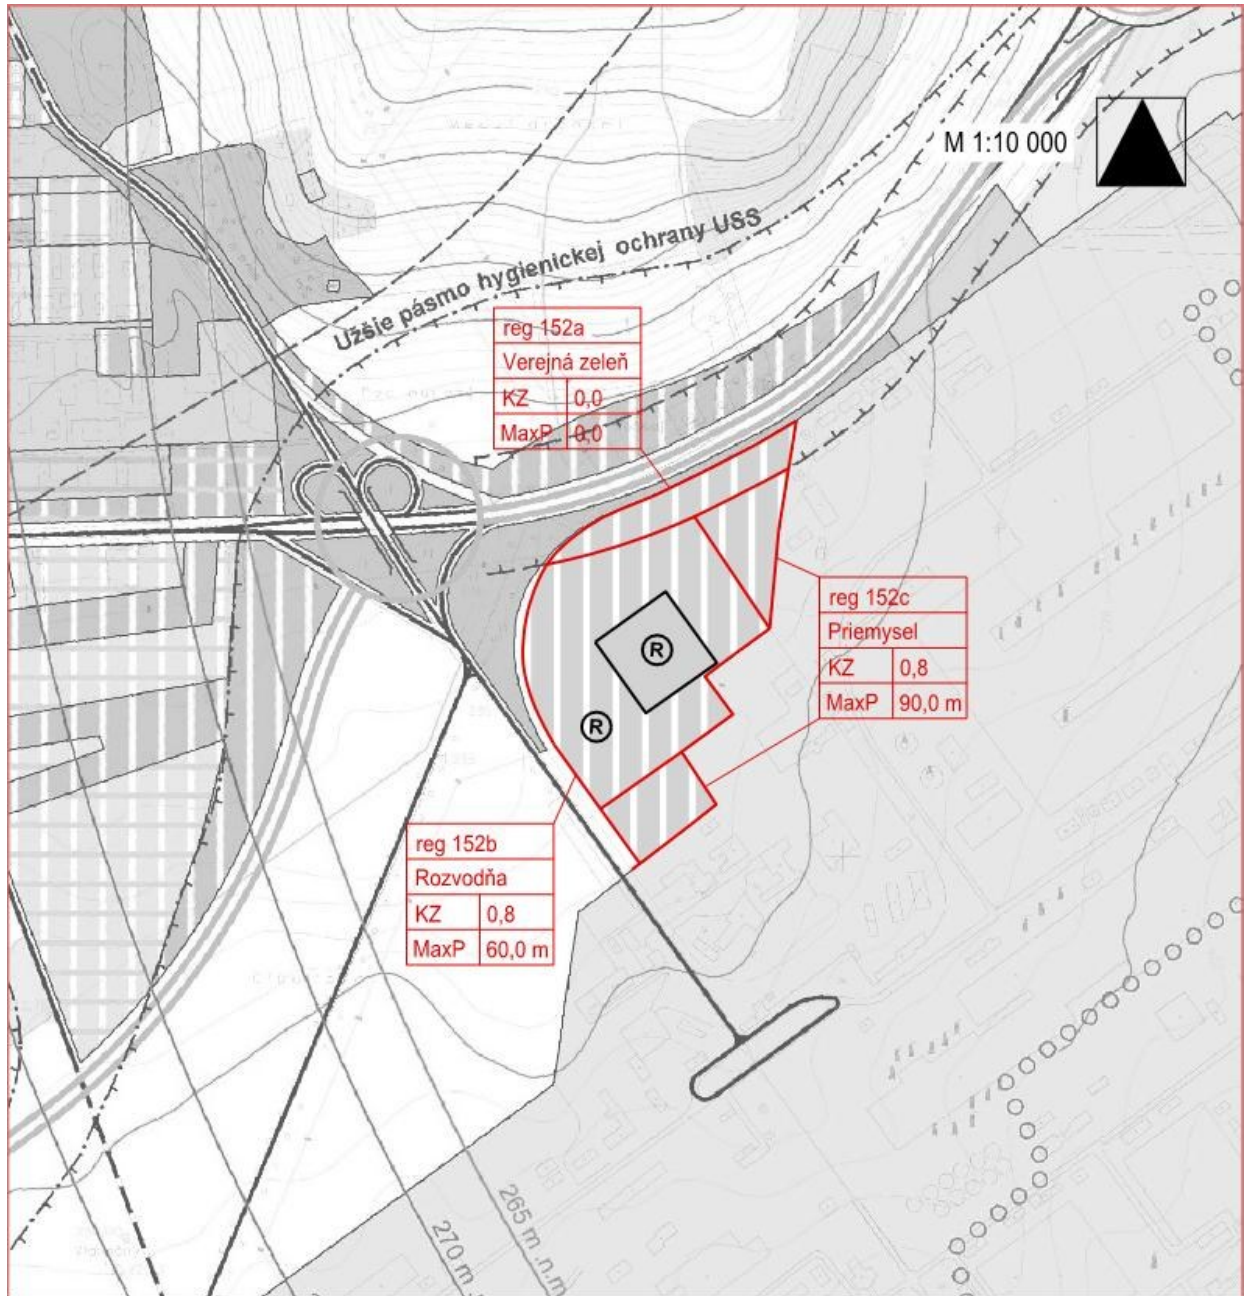 M 1:10 000
Užšie pásmo hygienickej ochrany USS
reg 152a
Verejná zeleň
KZ 0,0
MaxP 0,0
reg 152c
Priemysel
KZ 0,8
MaxP 90,0 m
R
R
reg 152b
Rozvodňa
KZ 0,8
MaxP 60,0 m
265 m.n.m
270 m